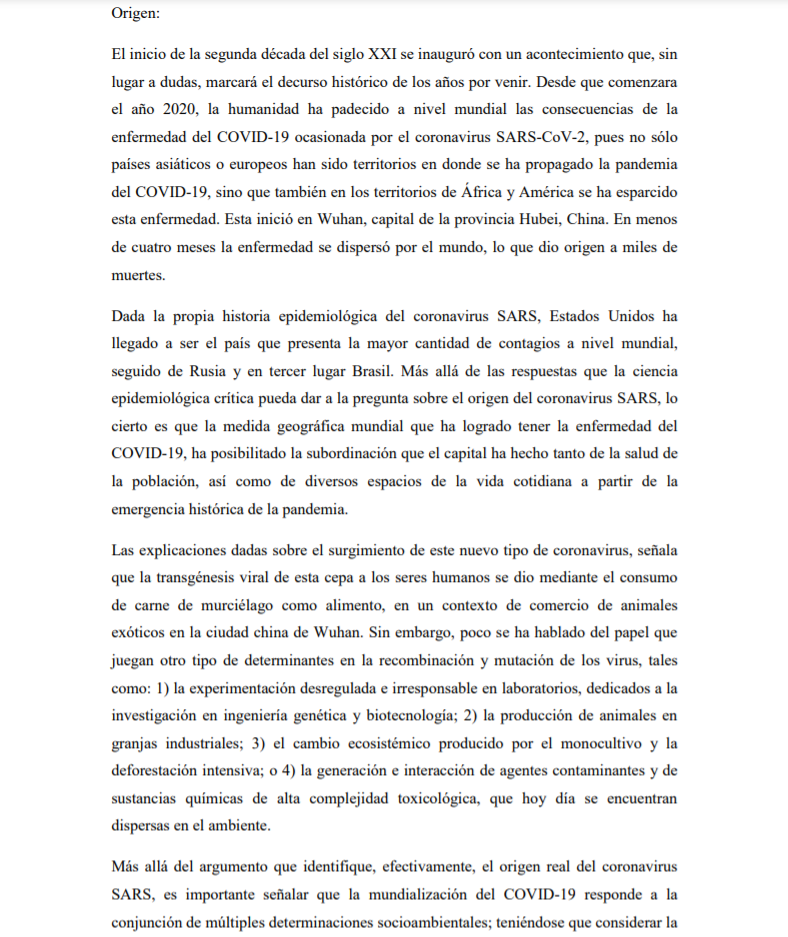 Origen:
El inicio de la segunda década del siglo XXI se inauguró con un acontecimiento que, sin
lugar a dudas, marcará el decurso histórico de los años por venir. Desde que comenzara
el año 2020, la humanidad ha padecido a nivel mundial las consecuencias de la
enfermedad del COVID-19 ocasionada por el coronavirus SARS-CoV-2, pues no sólo
países asiáticos o europeos han sido territorios en donde se ha propagado la pandemia
del COVID-19, sino que también en los territorios de África y América se ha esparcido
esta enfermedad. Esta inició en Wuhan, capital de la provincia Hubei, China. En menos
de cuatro meses la enfermedad se dispersó por el mundo, lo que dio origen a miles de
muertes.
Dada la propia historia epidemiológica del coronavirus SARS, Estados Unidos ha
llegado a ser el país que presenta la mayor cantidad de contagios a nivel mundial,
seguido de Rusia y en tercer lugar Brasil. Más allá de las respuestas que la ciencia
epidemiológica crítica pueda dar a la pregunta sobre el origen del coronavirus SARS, lo
cierto es que la medida geográfica mundial que ha logrado tener la enfermedad del
COVID-19, ha posibilitado la subordinación que el capital ha hecho tanto de la salud de
la población, así como de diversos espacios de la vida cotidiana a partir de la
emergencia histórica de la pandemia.
Las explicaciones dadas sobre el surgimiento de este nuevo tipo de coronavirus, señala
que la transgénesis viral de esta cepa a los seres humanos se dio mediante el consumo
de carne de murciélago como alimento, en un contexto de comercio de animales
exóticos en la ciudad china de Wuhan. Sin embargo, poco se ha hablado del papel que
juegan otro tipo de determinantes en la recombinación y mutación de los virus, tales
como: 1) la experimentación desregulada e irresponsable en laboratorios, dedicados a la
investigación en ingeniería genética y biotecnología; 2) la producción de animales en
granjas industriales; 3) el cambio ecosistémico producido por el monocultivo y la
deforestación intensiva; o 4) la generación e interacción de agentes contaminantes y de
sustancias químicas de alta complejidad toxicológica, que hoy día se encuentran
dispersas en el ambiente.
Más allá del argumento que identifique, efectivamente, el origen real del coronavirus
SARS, es importante señalar que la mundialización del COVID-19 responde a la
conjunción de múltiples determinaciones socioambientales; teniéndose que considerar la